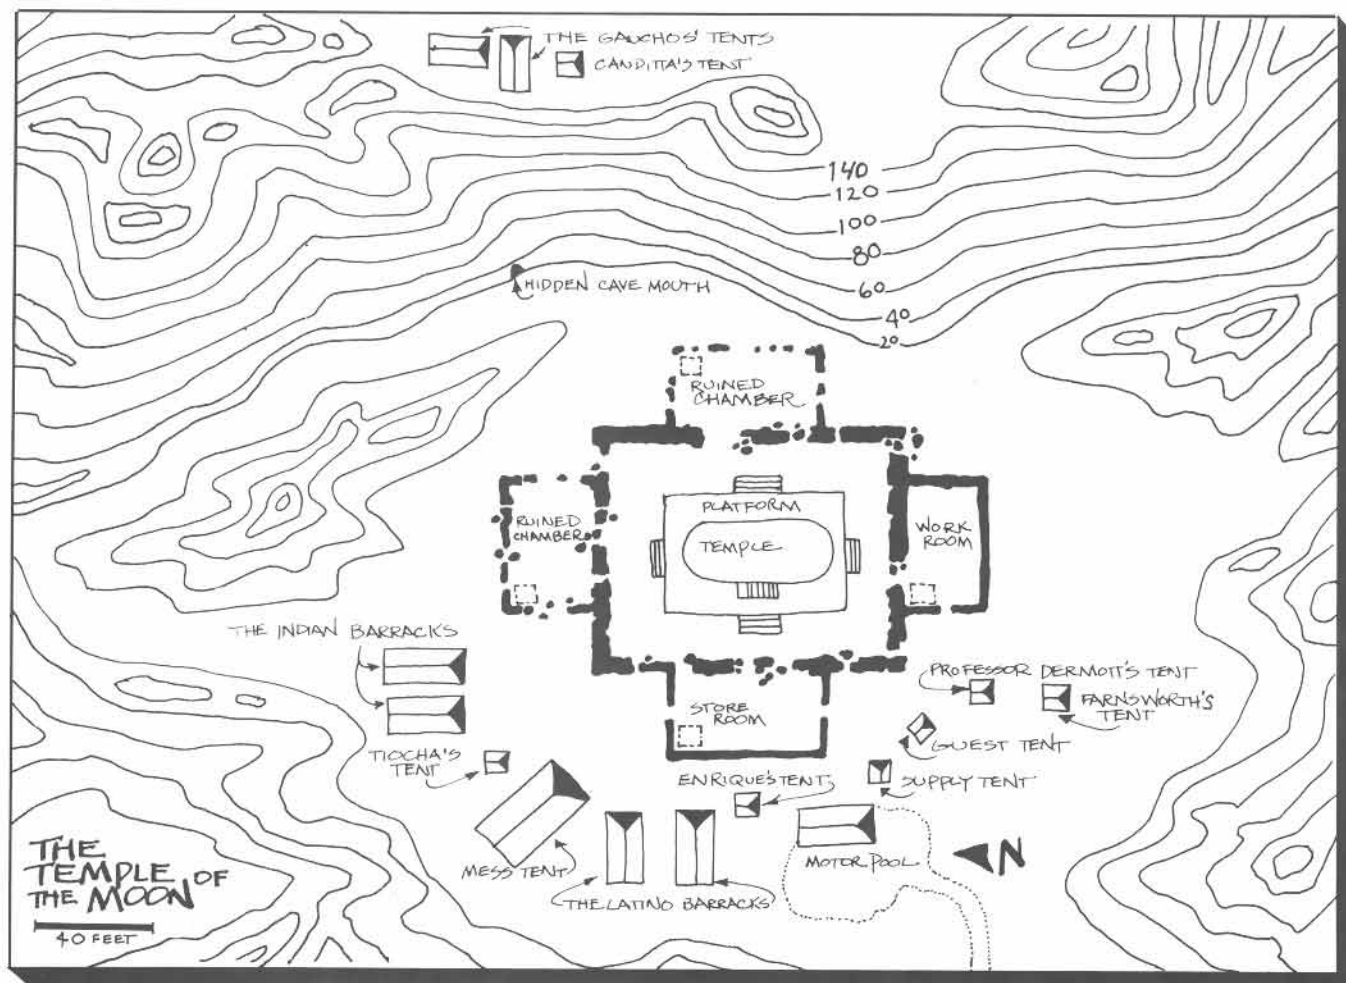 THE GAUCHOS' TENTS
CANDITTA'S TENT
140
120
100
80
60
40
20
HIDDEN CAVE MOUTH
RUINED
CHAMBER
PLATFORM
TEMPLE
RUINED
CHAMBER
WORK
ROOM
THE INDIAN BARRACKS
PROFESSOR DERMOTT'S TENT
FARNSWORTH'S
TENT
STORE
ROOM
GUEST TENT
TIOCHA'S
TENT
ENRIQUE'S TENT
SUPPLY TENT
MESS TENT
MOTOR POOL
N
THE LATINO BARRACKS
THE
TEMPLE OF
THE MOON
40 FEET